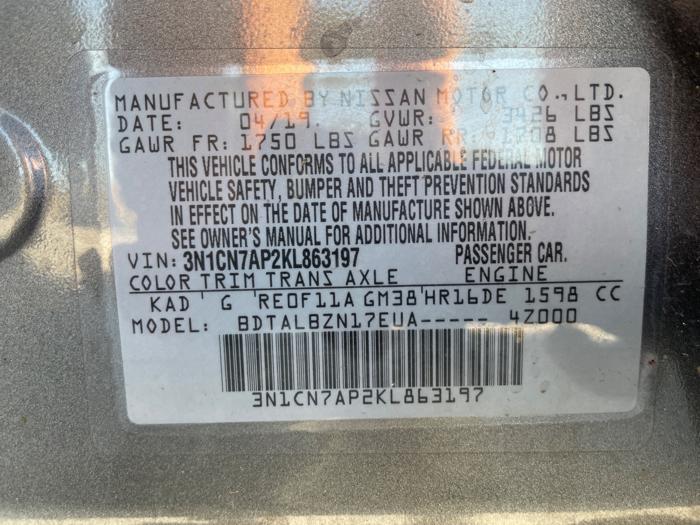 MANUFACTURED BY NISSAN MOTOR CO., LTD.
DATE: 04/19. GVWR: 3426 LBS
GAWR FR: 1750 LBS GAWR RR: 1708 LBS
THIS VEHICLE CONFORMS TO ALL APPLICABLE FEDERAL MOTOR
VEHICLE SAFETY, BUMPER AND THEFT PREVENTION STANDARDS
IN EFFECT ON THE DATE OF MANUFACTURE SHOWN ABOVE.
SEE OWNER'S MANUAL FOR ADDITIONAL INFORMATION.
VIN: 3N1CN7AP2KL863197 PASSENGER CAR.
COLOR TRIM TRANS AXLE ENGINE
KAD ' G 'RE0F11A GM38'HR16DE 1598 CC
MODEL: BDTALBZN17EUA----- 4Z000
3N1CN7AP2KL863197